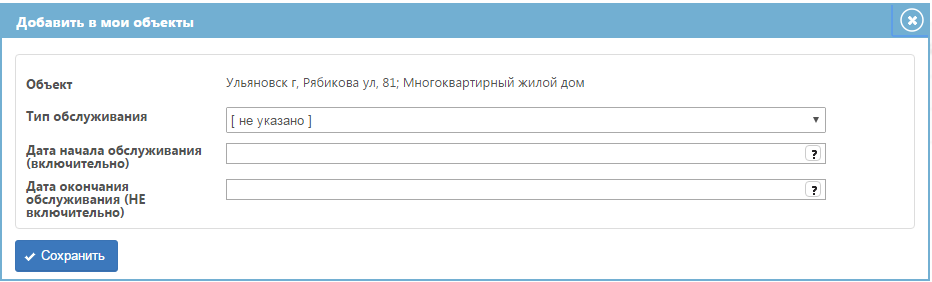 Добавить в мои объекты
Объект
Ульяновск г, Рябикова ул, 81; Многоквартирный жилой дом
Тип обслуживания
[ не указано ]
Дата начала обслуживания
(включительно)
?
Дата окончания
обслуживания (НЕ
включительно)
?
Сохранить